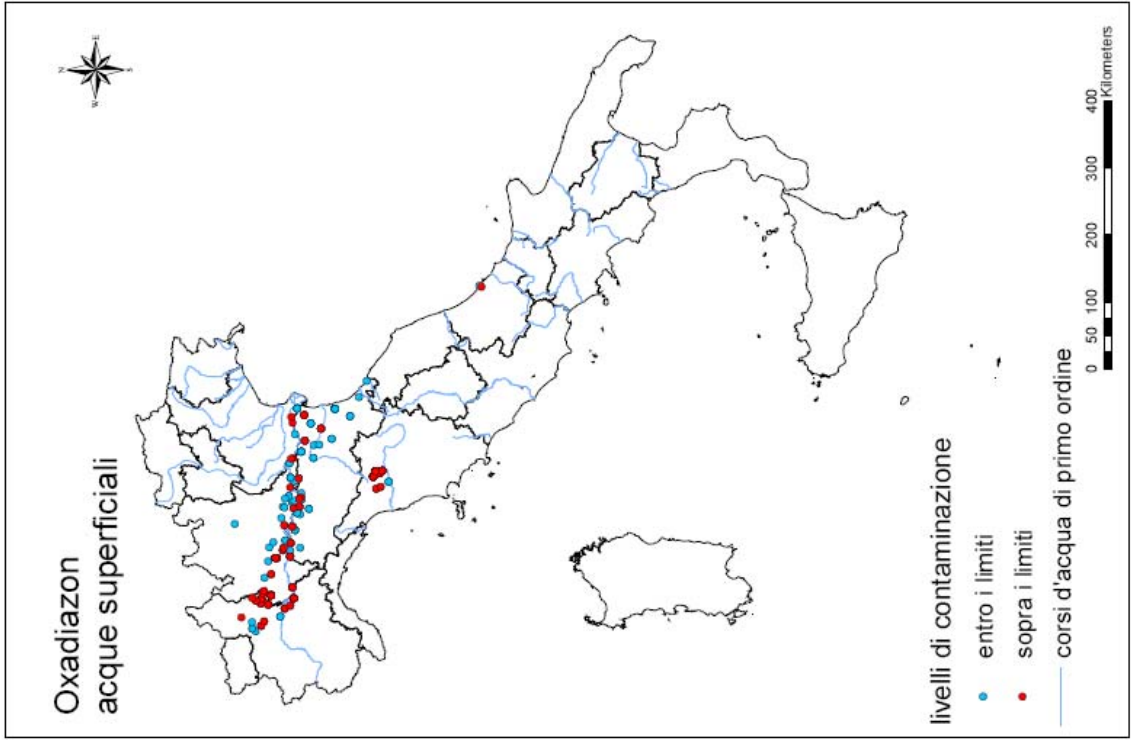 Oxadiazon
acque superficiali
N
W E
S
livelli di contaminazione
entro i limiti
sopra i limiti
corsi d'acqua di primo ordine
0 50 100 200 300 400
Kilometers